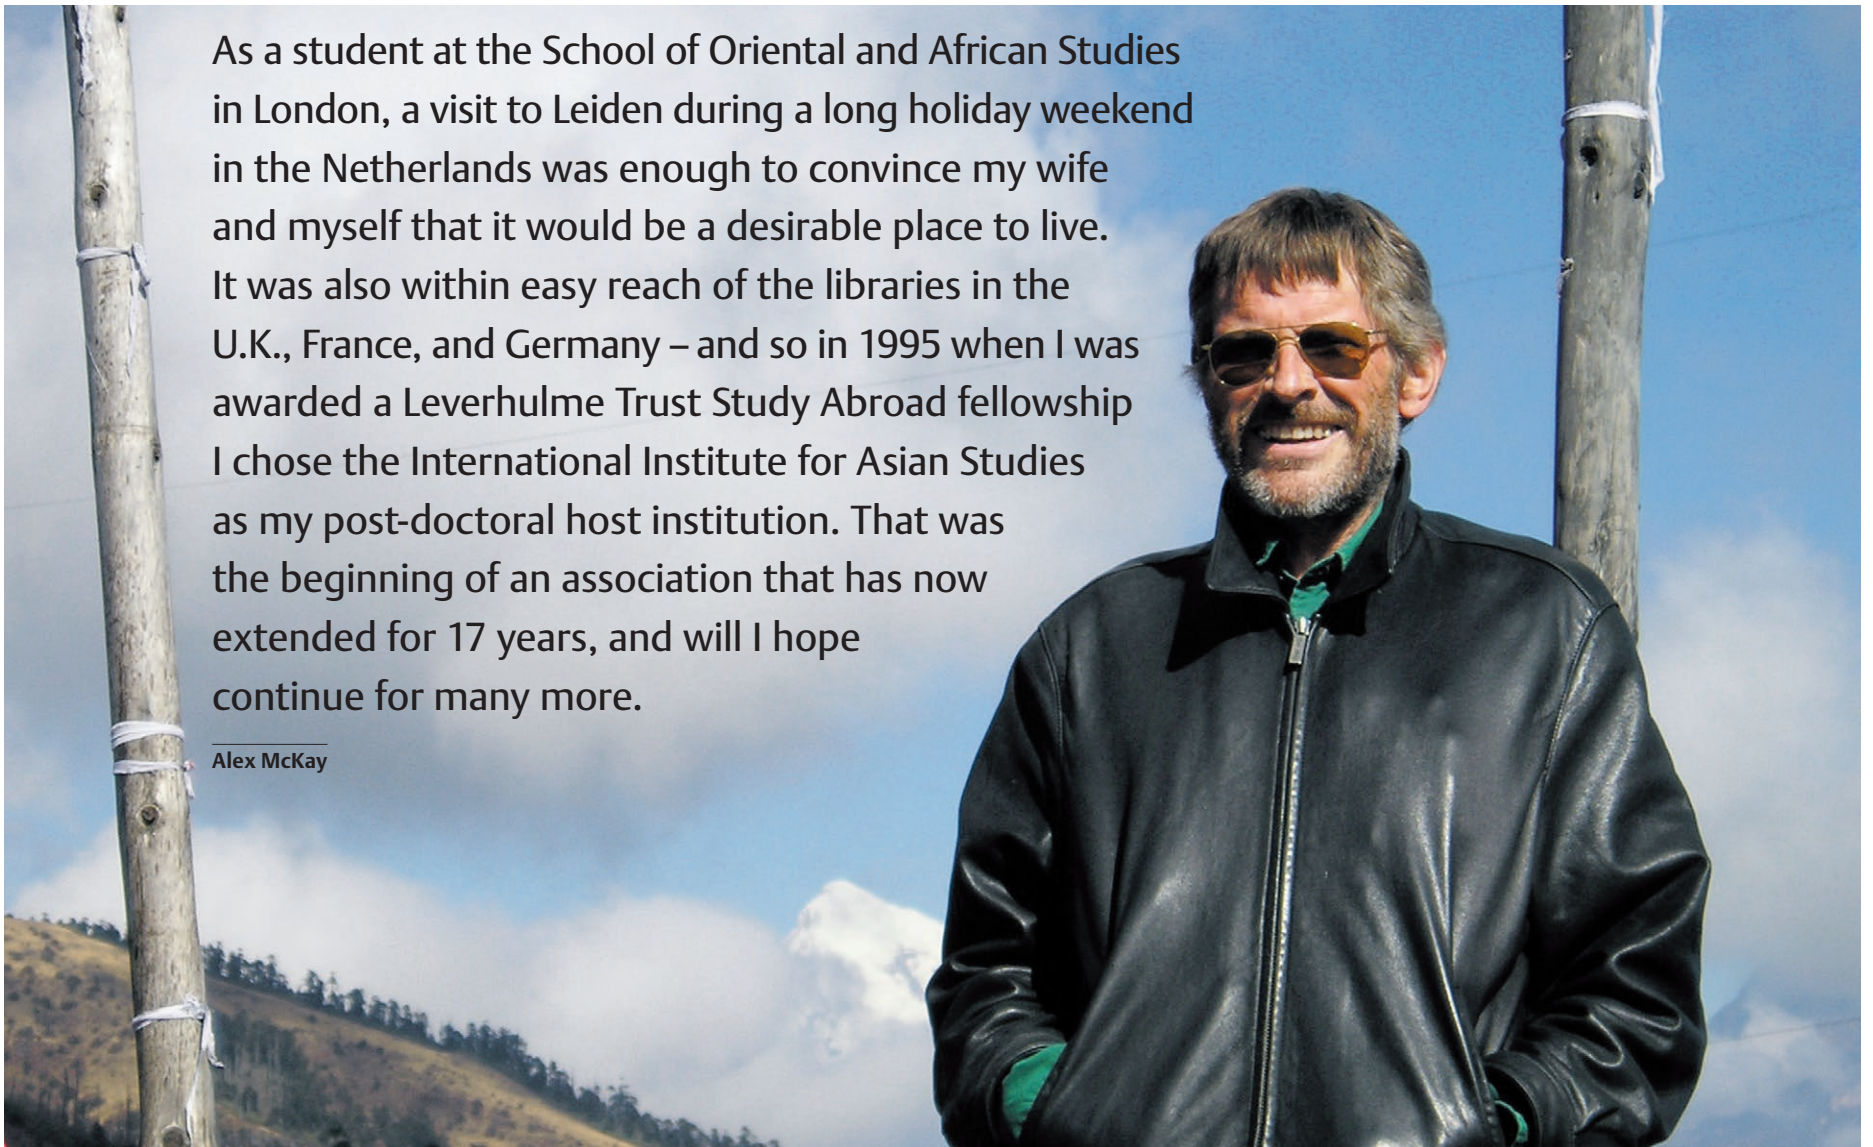 As a student at the School of Oriental and African Studies
in London, a visit to Leiden during a long holiday weekend
in the Netherlands was enough to convince my wife
and myself that it would be a desirable place to live.
It was also within easy reach of the libraries in the
U.K., France, and Germany – and so in 1995 when I was
awarded a Leverhulme Trust Study Abroad fellowship
I chose the International Institute for Asian Studies
as my post-doctoral host institution. That was
the beginning of an association that has now
extended for 17 years, and will I hope
continue for many more.
Alex McKay